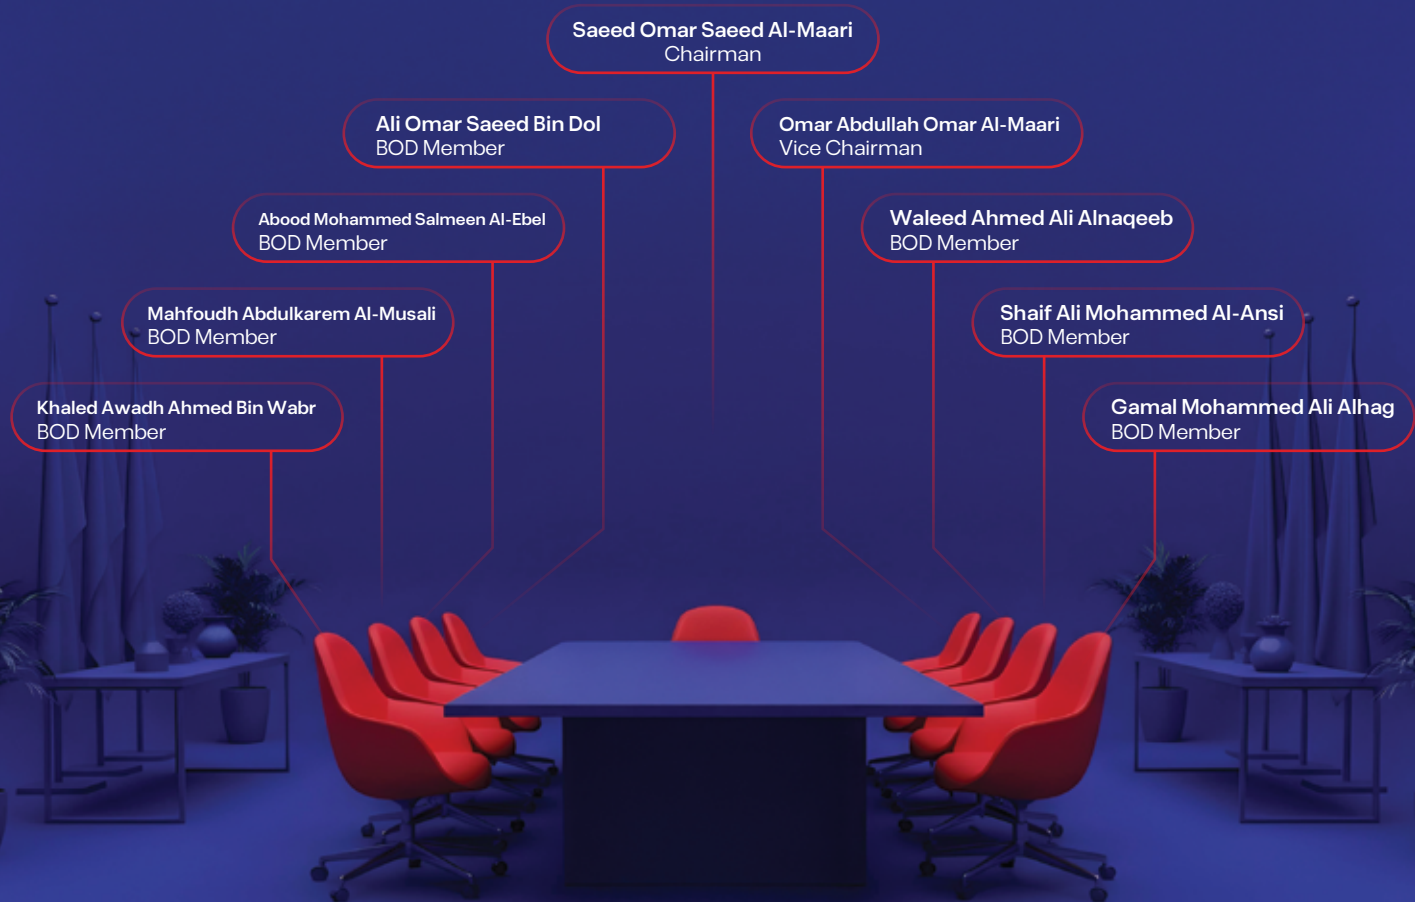 Saeed Omar Saeed Al-Maari
Chairman
Ali Omar Saeed Bin Dol
BOD Member
Omar Abdullah Omar Al-Maari
Vice Chairman
Abood Mohammed Salmeen Al-Ebel
BOD Member
Waleed Ahmed Ali Alnaqeeb
BOD Member
Mahfoudh Abdulkarem Al-Musali
BOD Member
Shaif Ali Mohammed Al-Ansi
BOD Member
Khaled Awadh Ahmed Bin Wabr
BOD Member
Gamal Mohammed Ali Alhag
BOD Member